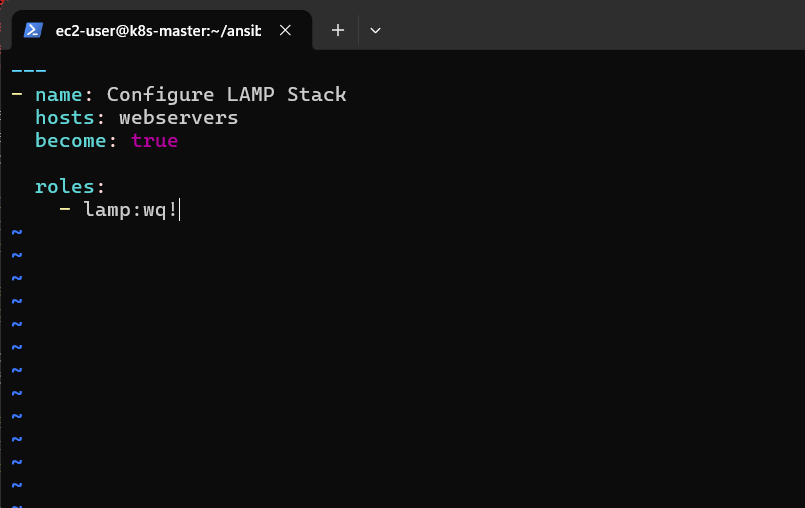 ec2-user@k8s-master:~/ansib
---
- name: Configure LAMP Stack
  hosts: webservers
  become: true

  roles:
    - lamp:wq!
~
~
~
~
~
~
~
~
~
~
~
~
~